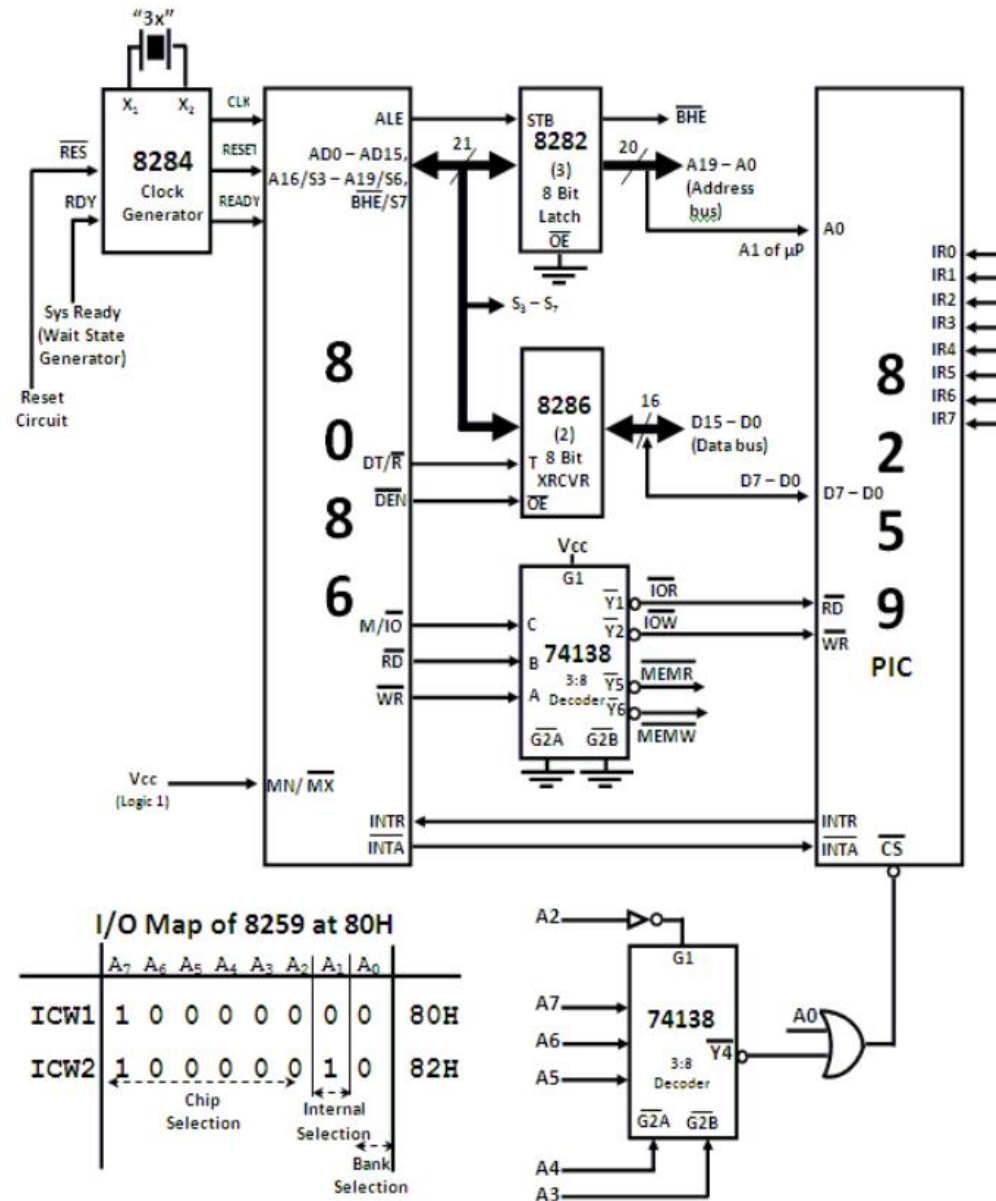 “3x”
X₁ X₂
8284
Clock
Generator
RES
RDY
CLK
RESET
READY
Sys Ready
(Wait State
Generator)
Reset
Circuit
Vcc
(Logic 1)
8086
ALE
AD0 – AD15,
A16/S3 – A19/S6,
BHE/S7
DT/R
DEN
M/IO
RD
WR
MN/ MX
INTR
INTA
21
STB
8282
(3)
8 Bit
Latch
OE
BHE
20
A19 – A0
(Address
bus)
A1 of µP
S₃ – S₇
8286
(2)
8 Bit
XRCVR
T
OE
16
D15 – D0
(Data bus)
D7 – D0
Vcc
G1
C
B
A
74138
3:8
Decoder
Y1
Y2
Y5
Y6
G2A G2B
IOR
IOW
MEMR
MEMW
A0
D7 – D0
RD
WR
INTR
INTA
CS
8259
PIC
IR0
IR1
IR2
IR3
IR4
IR5
IR6
IR7
I/O Map of 8259 at 80H
A₇ A₆ A₅ A₄ A₃ A₂ A₁ A₀
ICW1 1 0 0 0 0 0 0 0 80H
ICW2 1 0 0 0 0 0 1 0 82H
Chip
Selection
Internal
Selection
Bank
Selection
A2
G1
A7
A6
A5
74138
3:8
Decoder
Y4
G2A G2B
A4
A3
A0